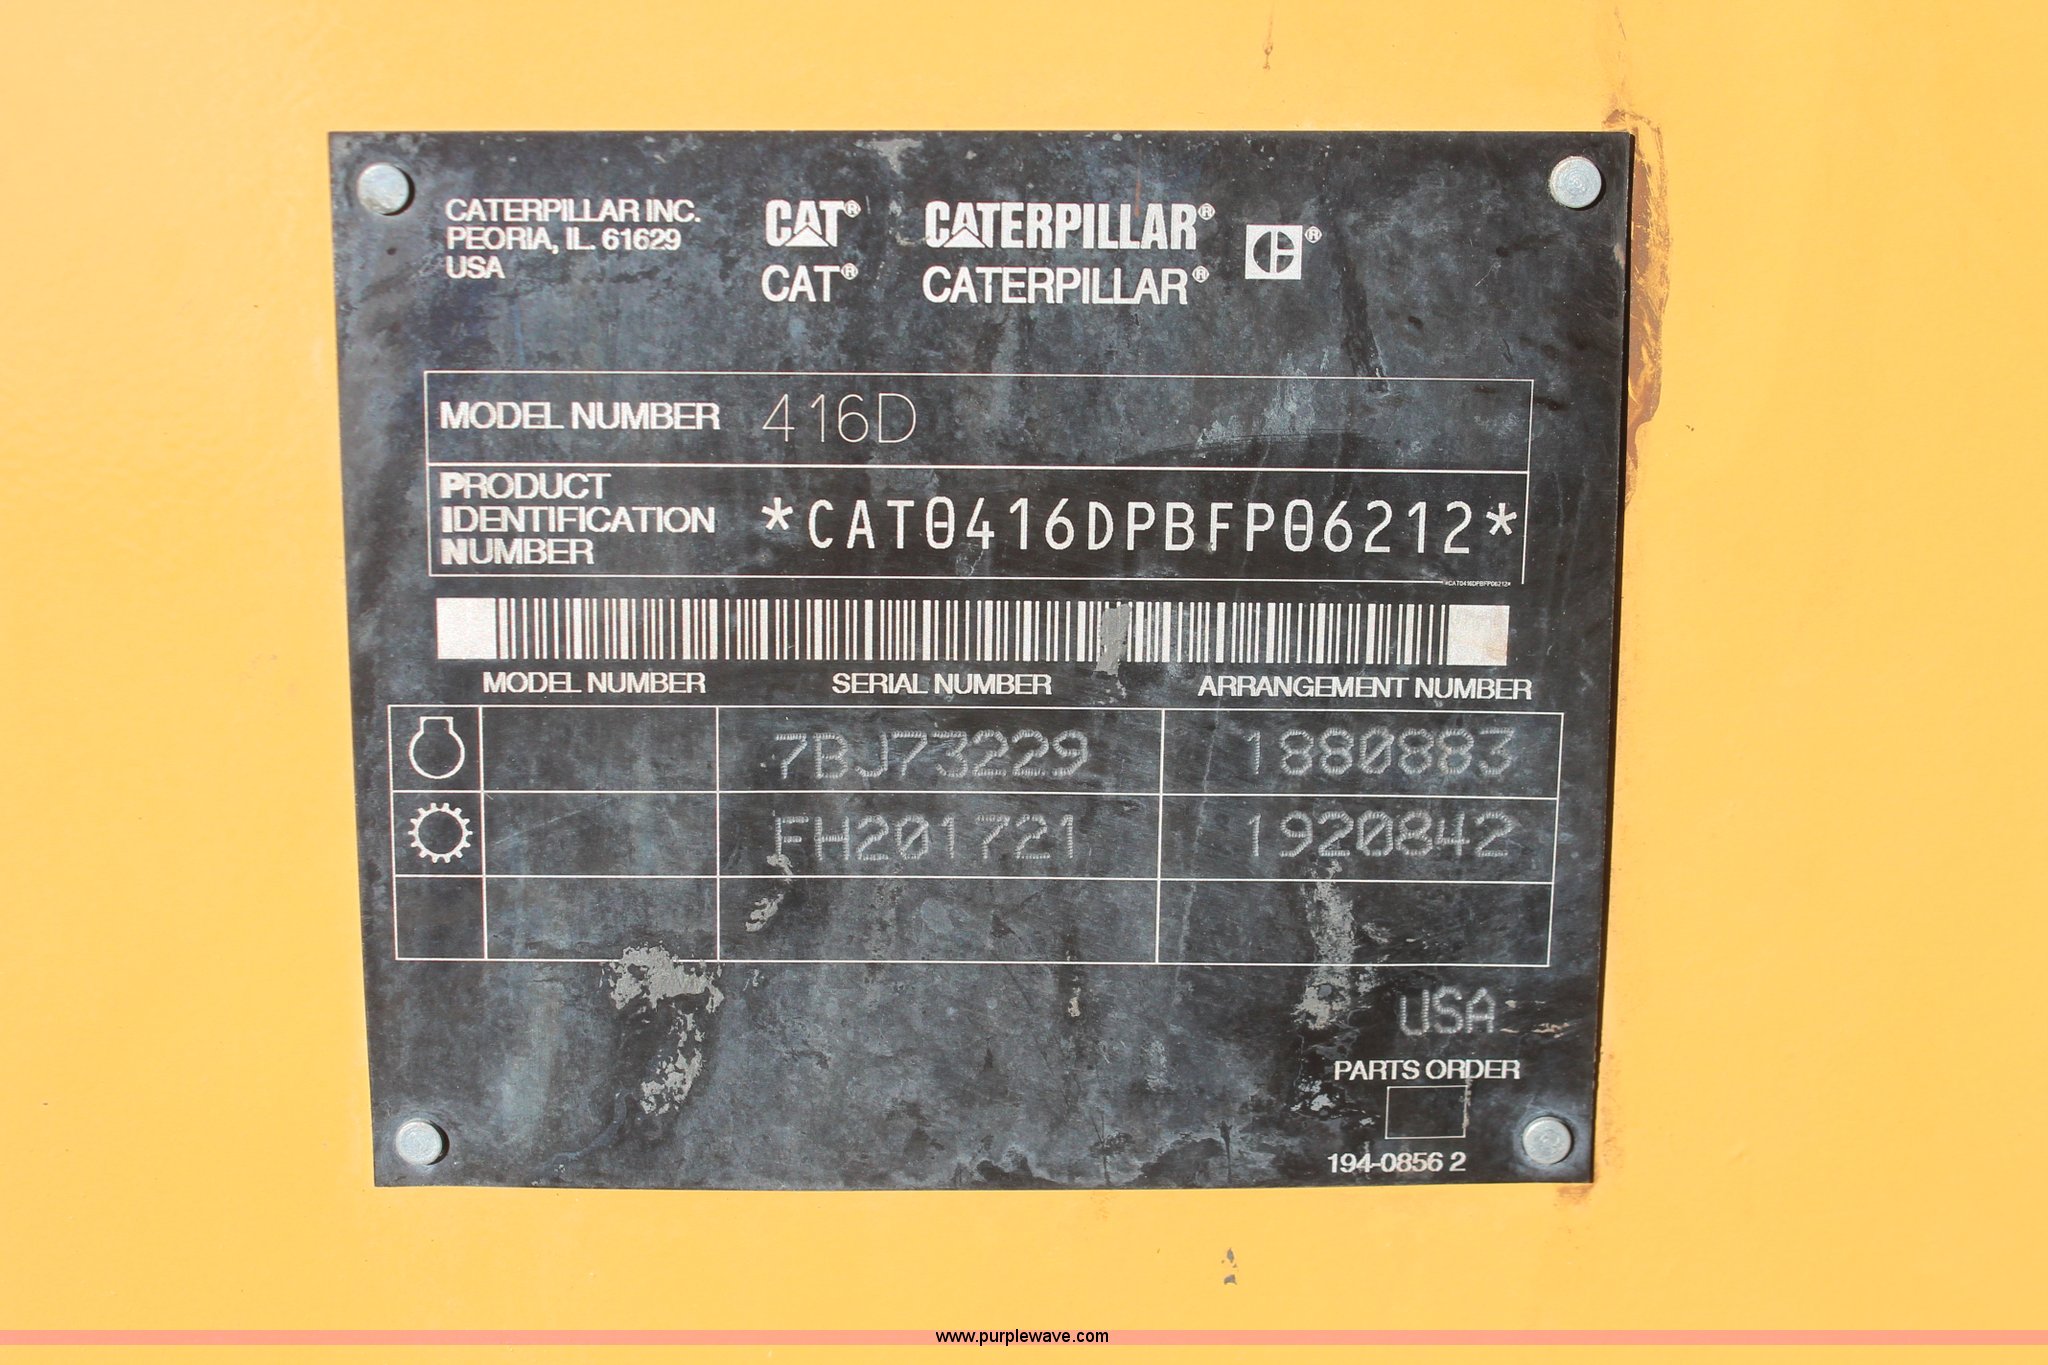 CATERPILLAR INC.
PEORIA, IL. 61629
USA
CAT® CATERPILLAR® ®
CAT® CATERPILLAR®
MODEL NUMBER 416D
PRODUCT
IDENTIFICATION
NUMBER
*CAT0416DPBFP06212*
*CAT0416DPBFP06212*
MODEL NUMBER SERIAL NUMBER ARRANGEMENT NUMBER
7BJ73229 1880883
FH201721 1920842
USA
PARTS ORDER
194-0856 2
www.purplewave.com